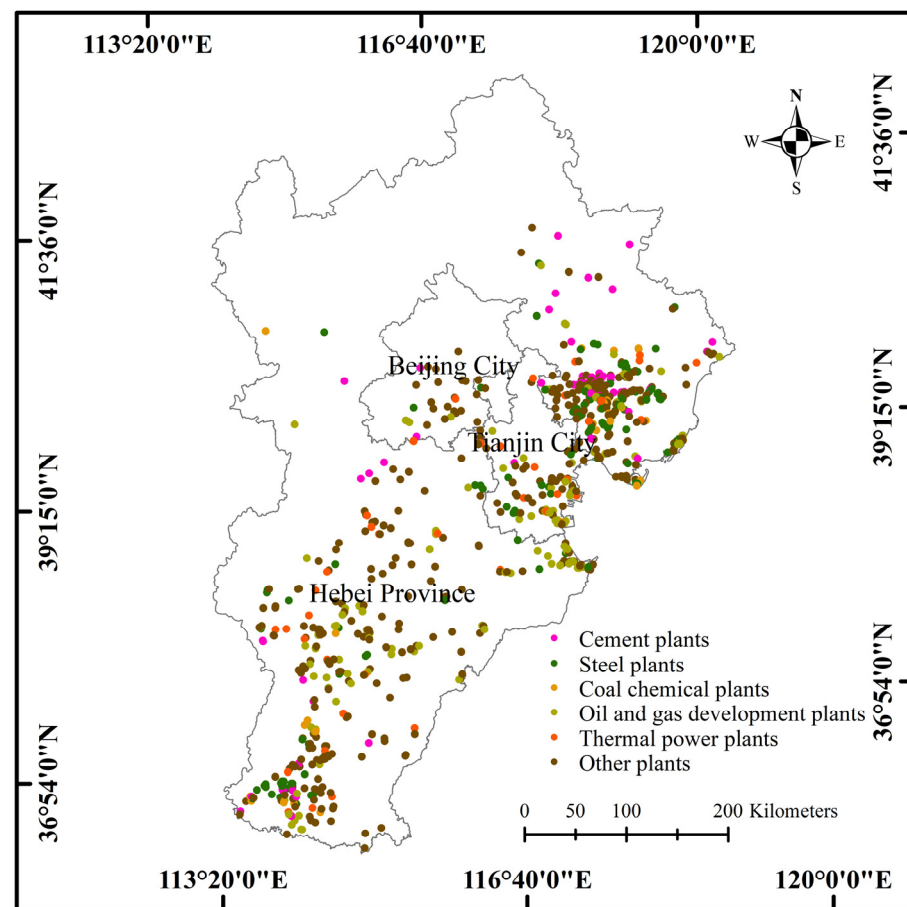 113°20'0"E 116°40'0"E 120°0'0"E
N
W E
S
41°36'0"N
41°36'0"N
Beijing City
39°15'0"N
Tianjin City
39°15'0"N
Hebei Province
Cement plants
Steel plants
Coal chemical plants
Oil and gas development plants
Thermal power plants
Other plants
36°54'0"N
36°54'0"N
0 50 100 200 Kilometers
113°20'0"E 116°40'0"E 120°0'0"E